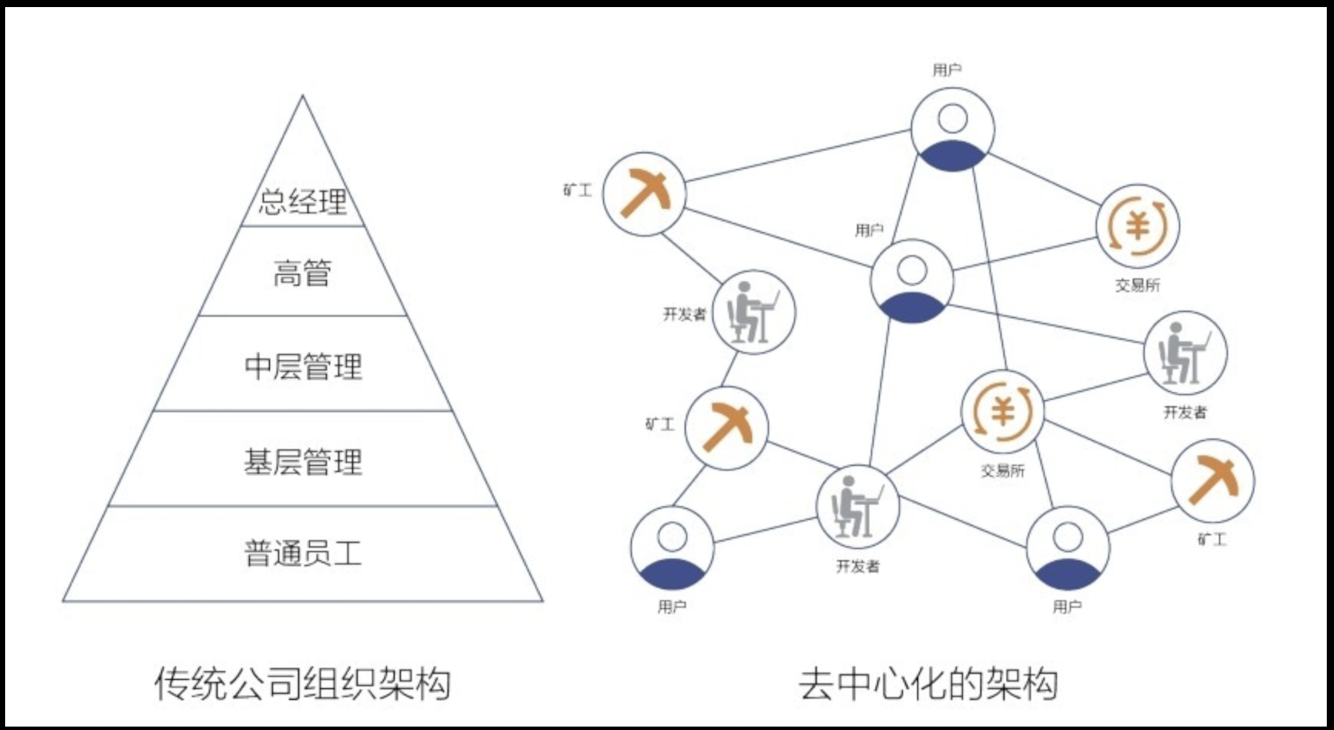 总经理
高管
中层管理
基层管理
普通员工
传统公司组织架构
用户
矿工
用户
交易所
开发者
开发者
矿工
交易所
矿工
开发者
用户
用户
去中心化的架构